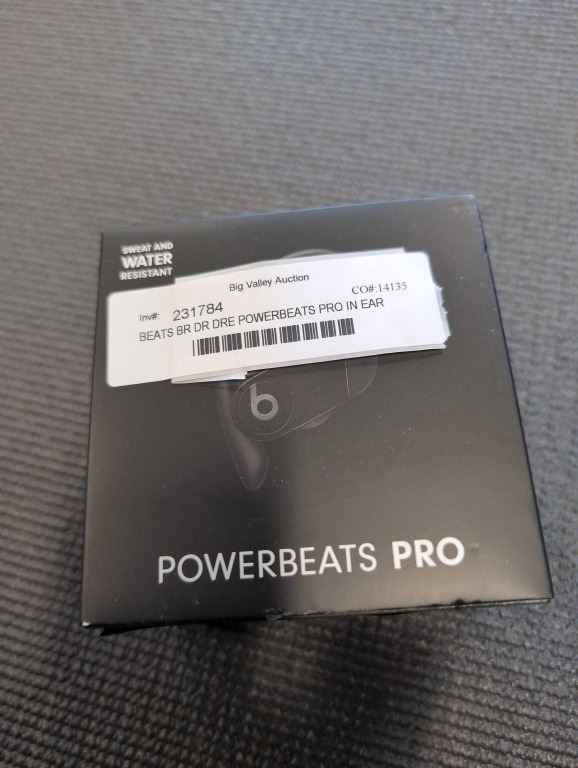 SWEAT AND
WATER
RESISTANT
Big Valley Auction
Inv#: 231784 CO#:14135
BEATS BR DR DRE POWERBEATS PRO IN EAR
b
POWERBEATS PRO